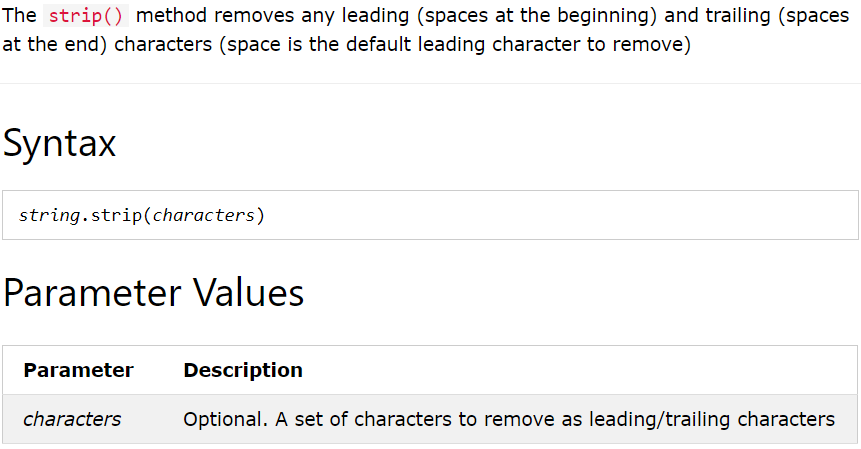 The strip() method removes any leading (spaces at the beginning) and trailing (spaces
at the end) characters (space is the default leading character to remove)
Syntax
string.strip(characters)
Parameter Values
Parameter Description
characters Optional. A set of characters to remove as leading/trailing characters